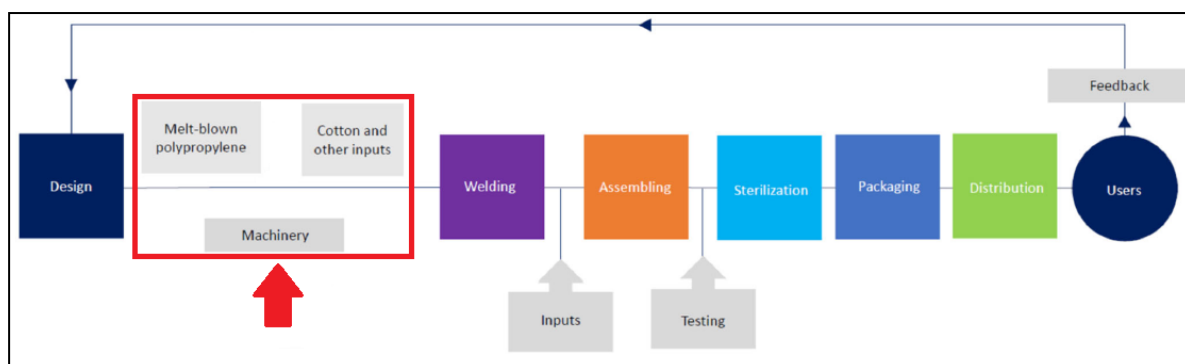 Feedback
Melt-blown
polypropylene
Cotton and
other inputs
Design
Welding
Assembling
Sterilization
Packaging
Distribution
Users
Machinery
Inputs
Testing